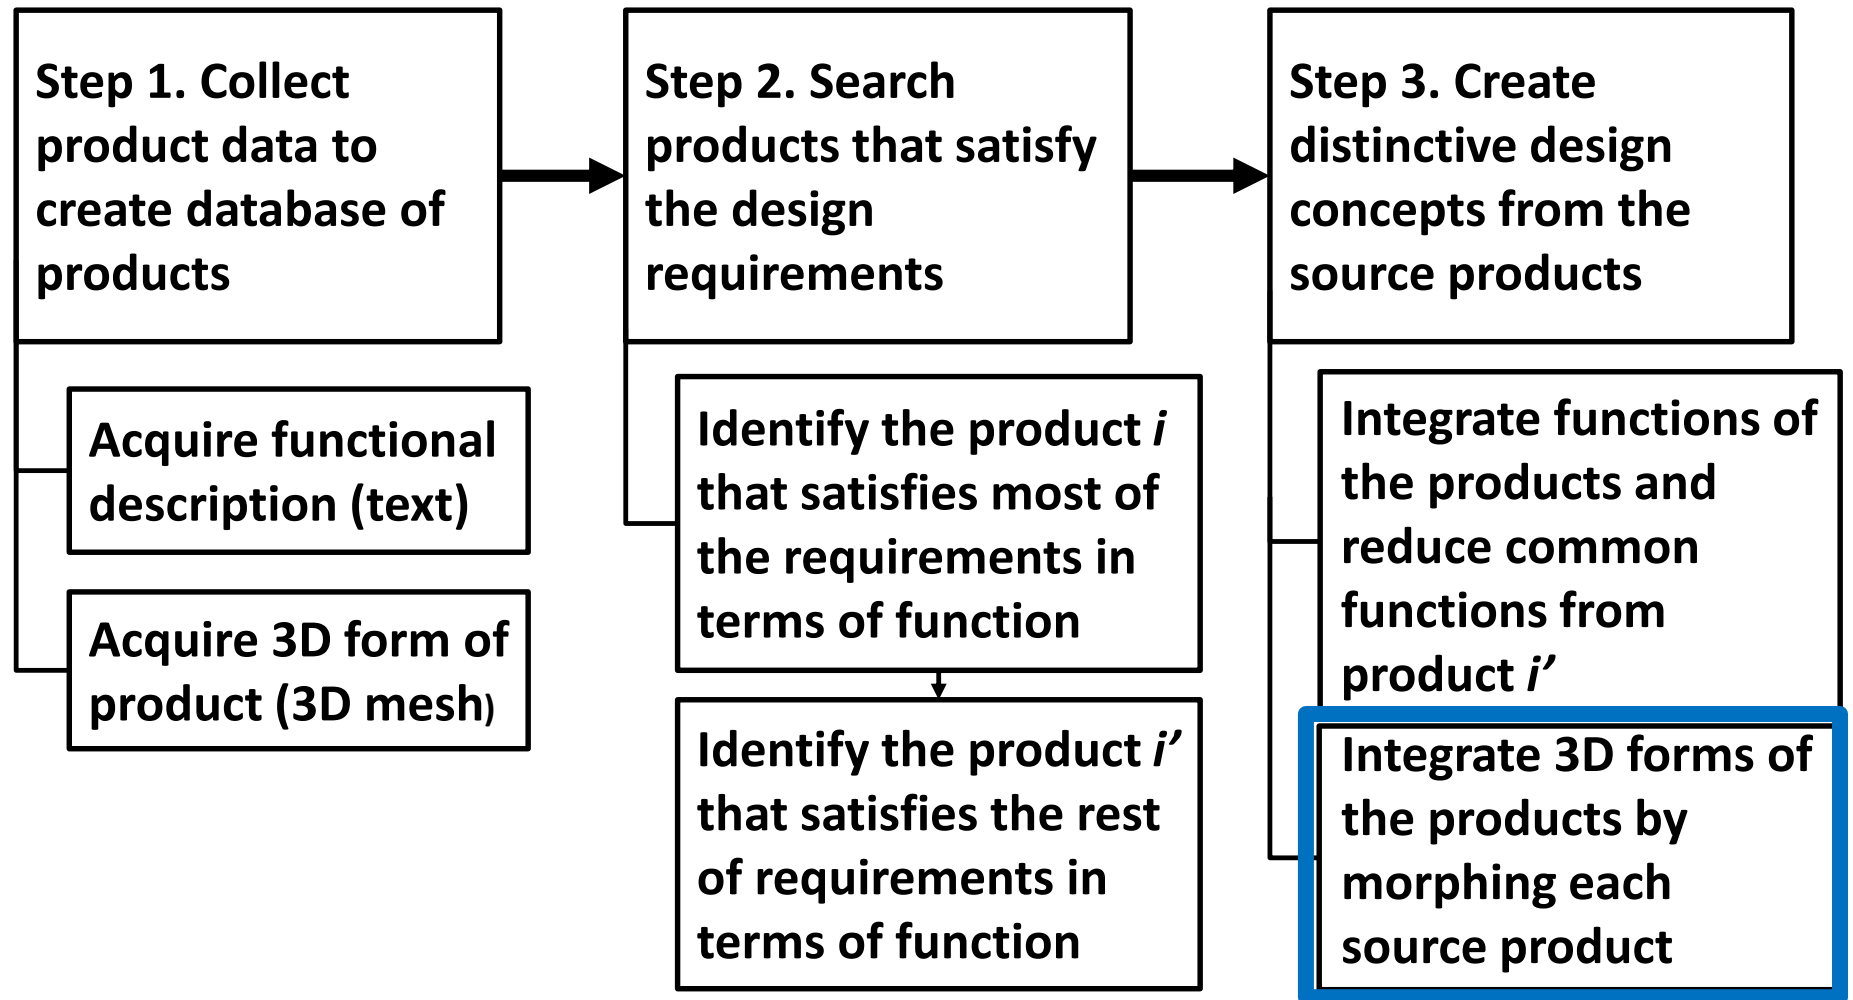 Step 1. Collect
product data to
create database of
products
Acquire functional
description (text)
Acquire 3D form of
product (3D mesh)
Step 2. Search
products that satisfy
the design
requirements
Identify the product i
that satisfies most of
the requirements in
terms of function
Identify the product i’
that satisfies the rest
of requirements in
terms of function
Step 3. Create
distinctive design
concepts from the
source products
Integrate functions of
the products and
reduce common
functions from
product i’
Integrate 3D forms of
the products by
morphing each
source product